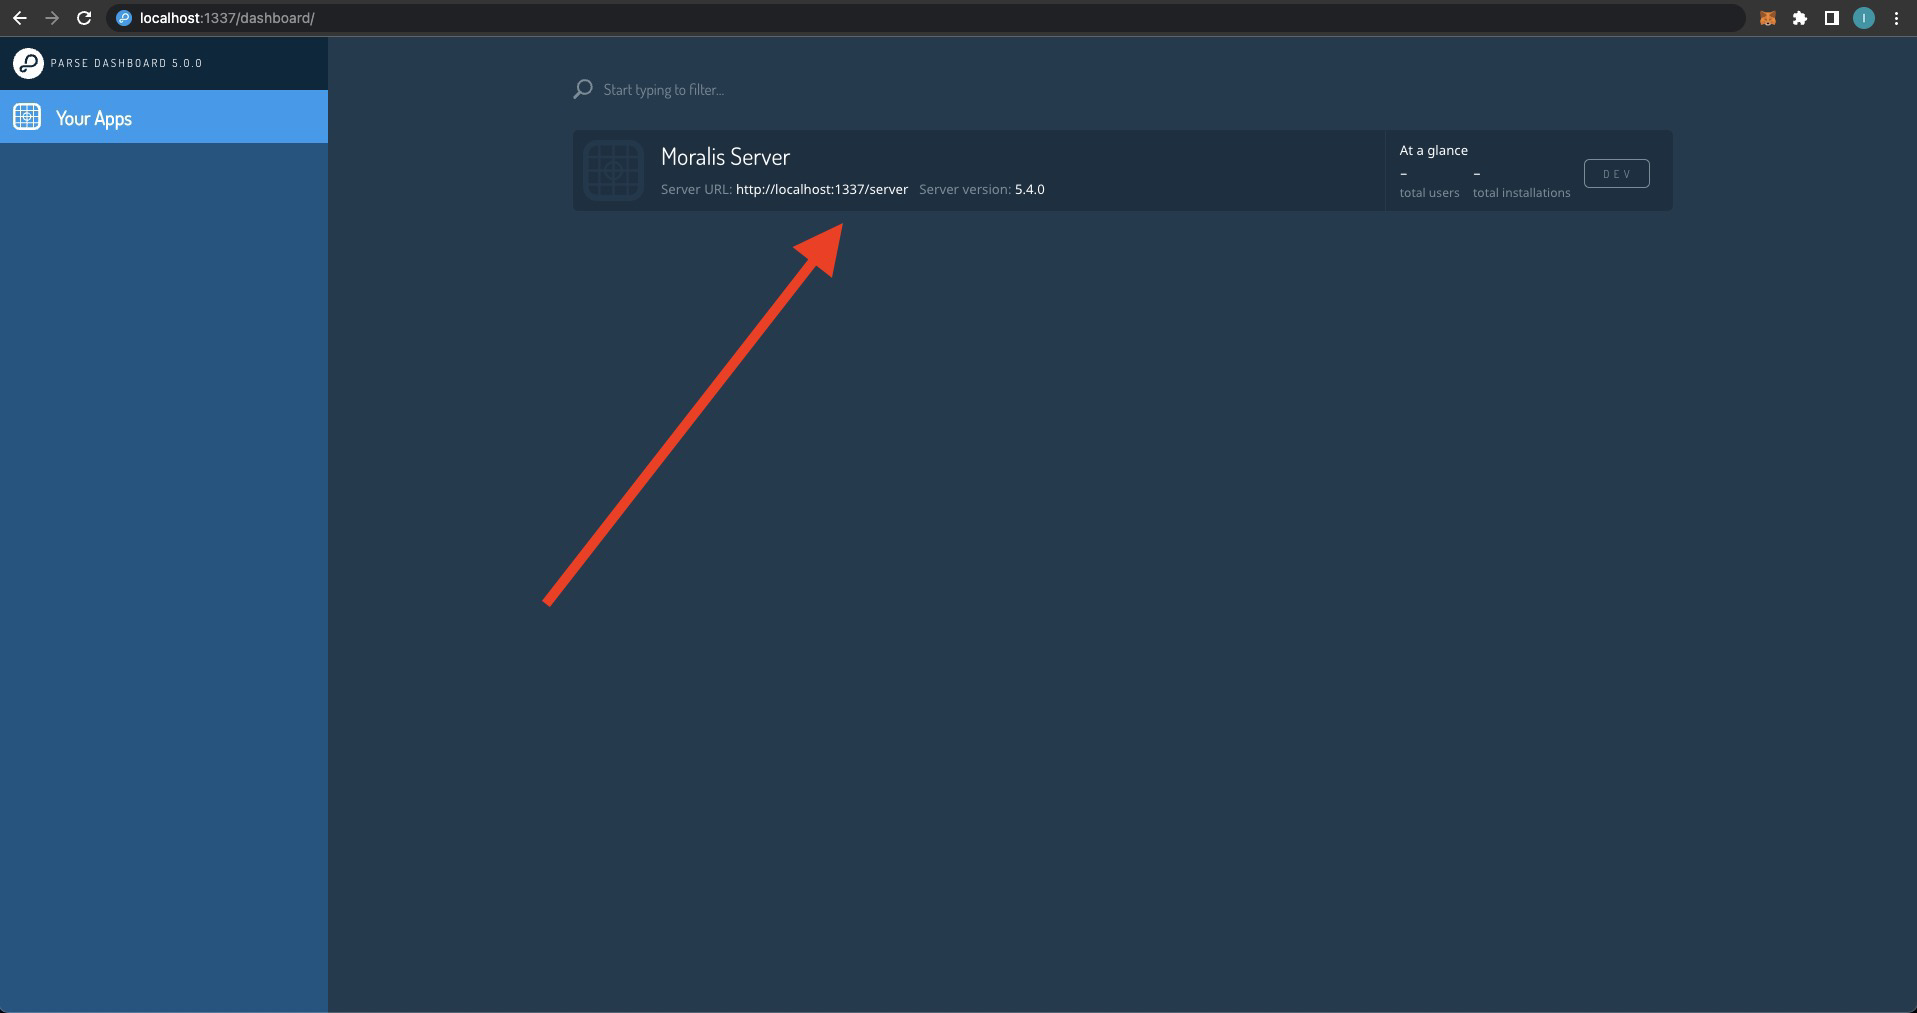 localhost:1337/dashboard/
I
PARSE DASHBOARD 5.0.0
Your Apps
Start typing to filter...
Moralis Server
Server URL: http://localhost:1337/server Server version: 5.4.0
At a glance
– –
total users total installations
DEV